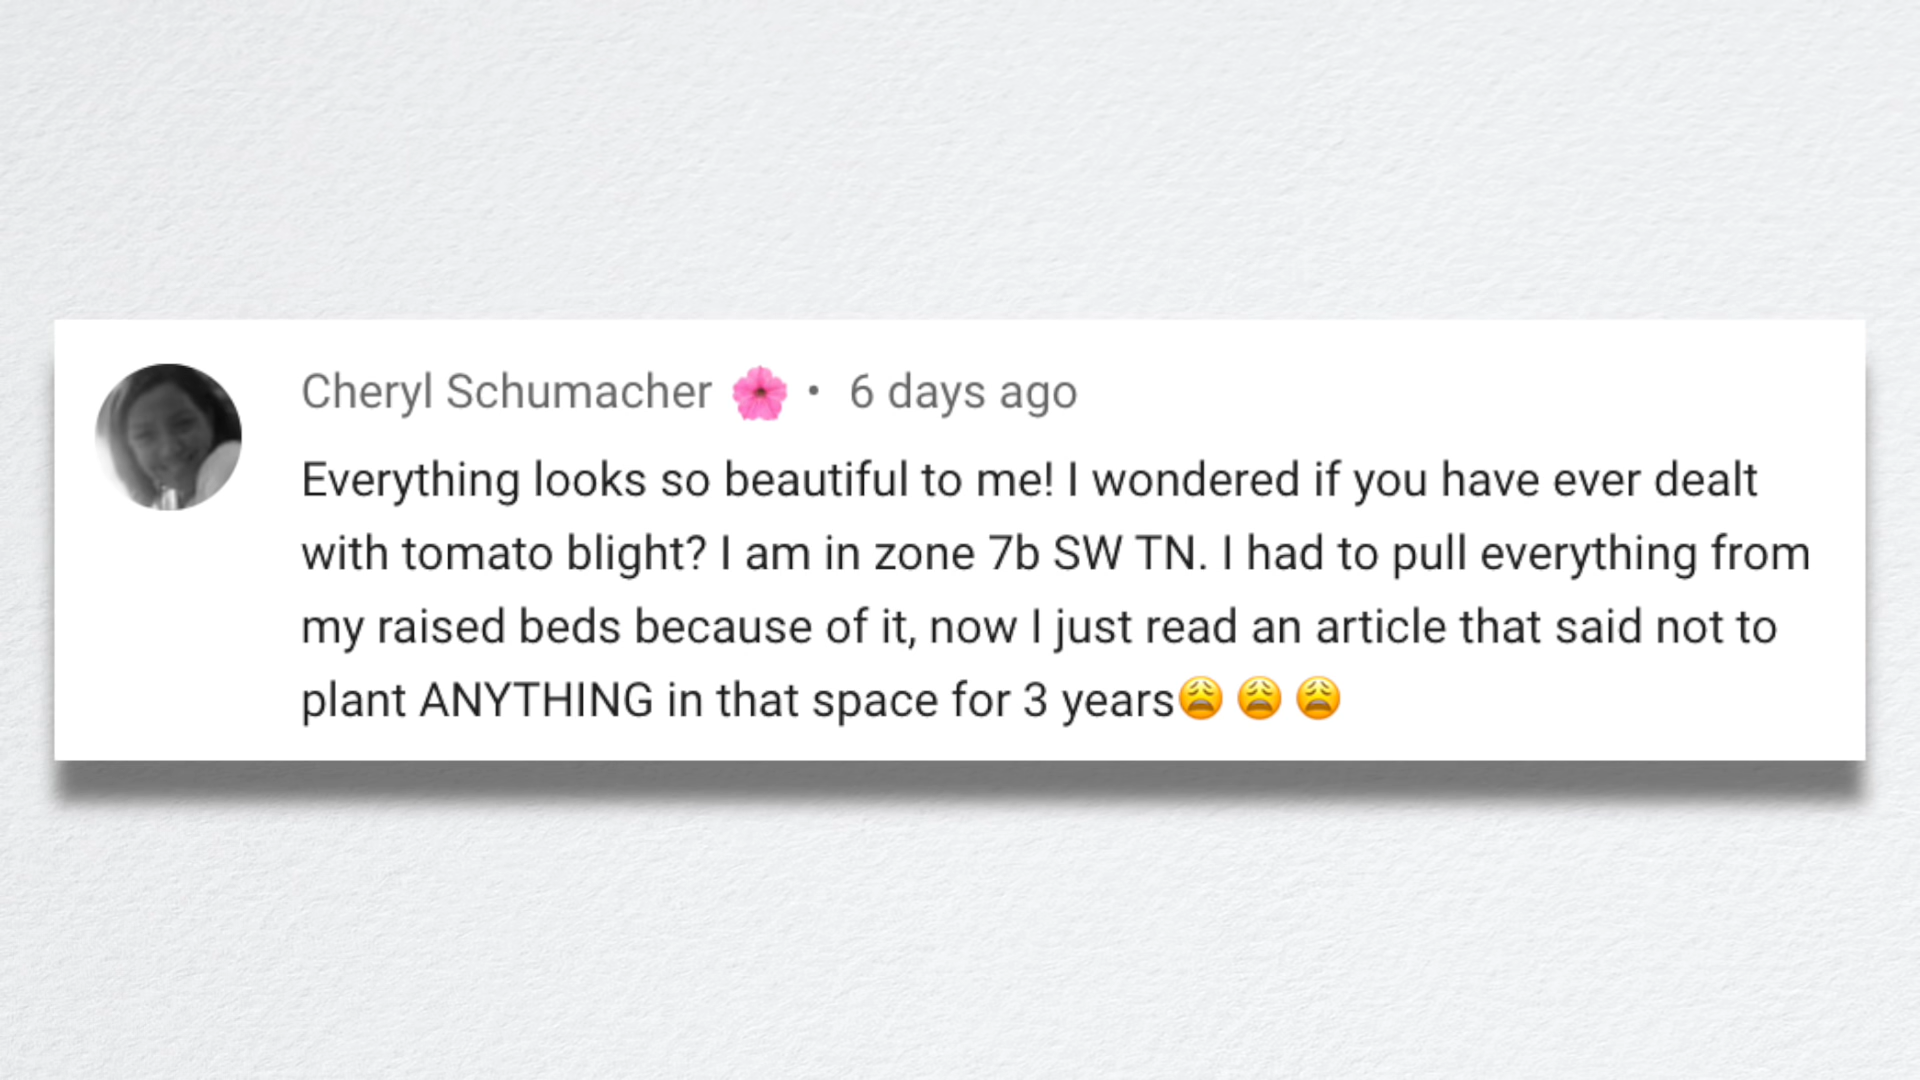 Cheryl Schumacher 🌸 • 6 days ago
Everything looks so beautiful to me! I wondered if you have ever dealt
with tomato blight? I am in zone 7b SW TN. I had to pull everything from
my raised beds because of it, now I just read an article that said not to
plant ANYTHING in that space for 3 years😩😩😩